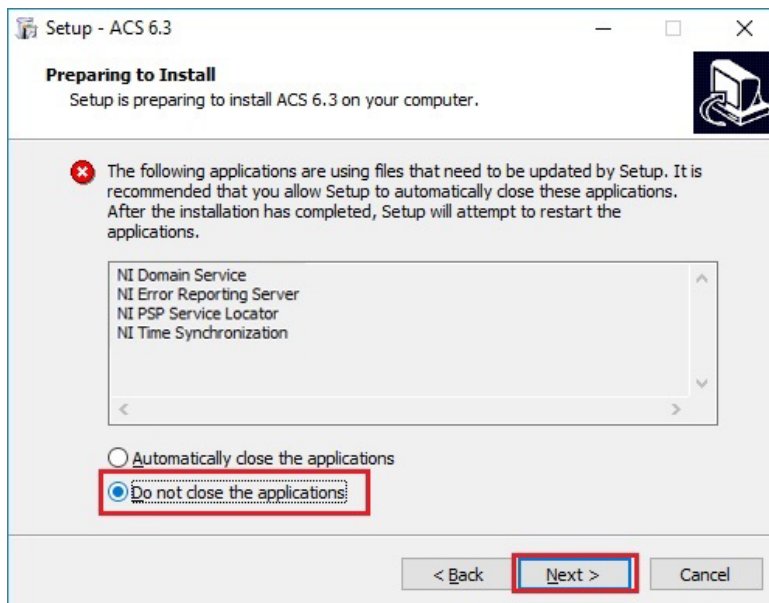 Setup - ACS 6.3
Preparing to Install
Setup is preparing to install ACS 6.3 on your computer.
The following applications are using files that need to be updated by Setup. It is
recommended that you allow Setup to automatically close these applications.
After the installation has completed, Setup will attempt to restart the
applications.
NI Domain Service
NI Error Reporting Server
NI PSP Service Locator
NI Time Synchronization
Automatically close the applications
Do not close the applications
< Back
Next >
Cancel